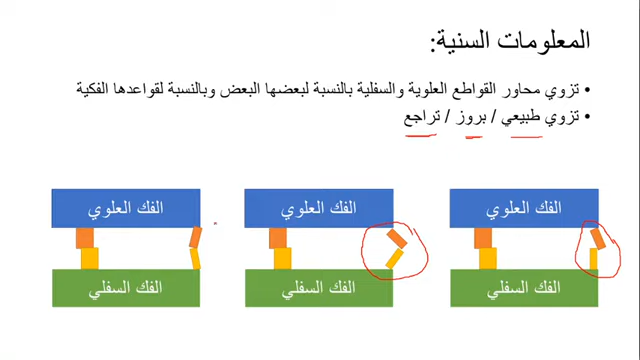 المعلومات السنية:
• تزوي محاور القواطع العلوية والسفلية بالنسبة لبعضها البعض وبالنسبة لقواعدها الفكية
• تزوي طبيعي / بروز / تراجع
الفك العلوي
الفك العلوي
الفك العلوي
الفك السفلي
الفك السفلي
الفك السفلي